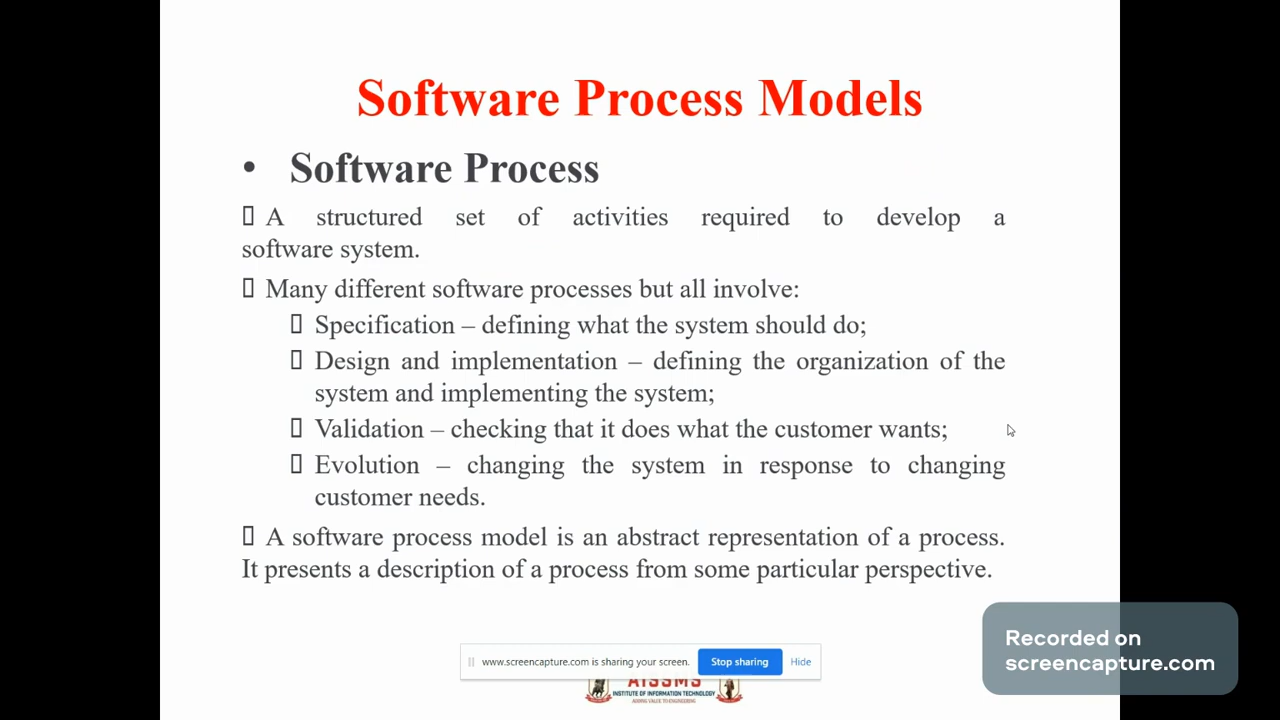 Software Process Models
• Software Process
A structured set of activities required to develop a
software system.
Many different software processes but all involve:
Specification – defining what the system should do;
Design and implementation – defining the organization of the
system and implementing the system;
Validation – checking that it does what the customer wants;
Evolution – changing the system in response to changing
customer needs.
A software process model is an abstract representation of a process.
It presents a description of a process from some particular perspective.
Recorded on
screencapture.com
www.screencapture.com is sharing your screen. Stop sharing Hide
AISSMS
INSTITUTE OF INFORMATION TECHNOLOGY
ADDING VALUE TO ENGINEERING